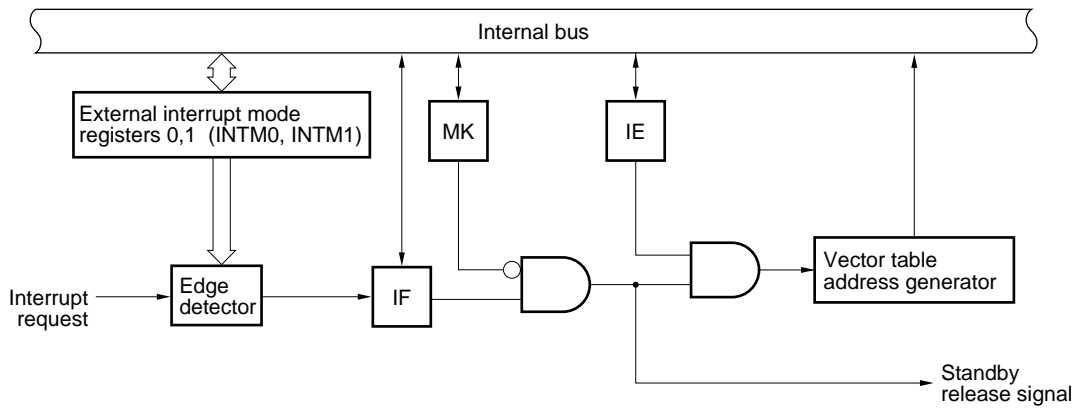 Internal bus
External interrupt mode
registers 0,1 (INTM0, INTM1)
MK
IE
Interrupt
request
Edge
detector
IF
Vector table
address generator
Standby
release signal